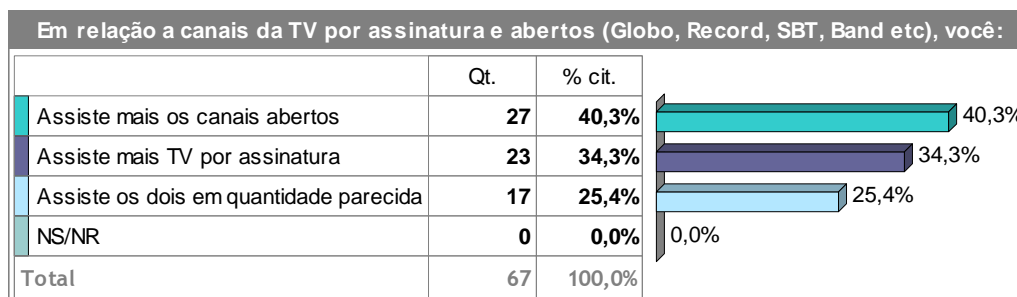 Em relação a canais da TV por assinatura e abertos (Globo, Record, SBT, Band etc), você:
Qt. % cit.
Assiste mais os canais abertos 27 40,3% 40,3%
Assiste mais TV por assinatura 23 34,3% 34,3%
Assiste os dois em quantidade parecida 17 25,4% 25,4%
NS/NR 0 0,0% 0,0%
Total 67 100,0%